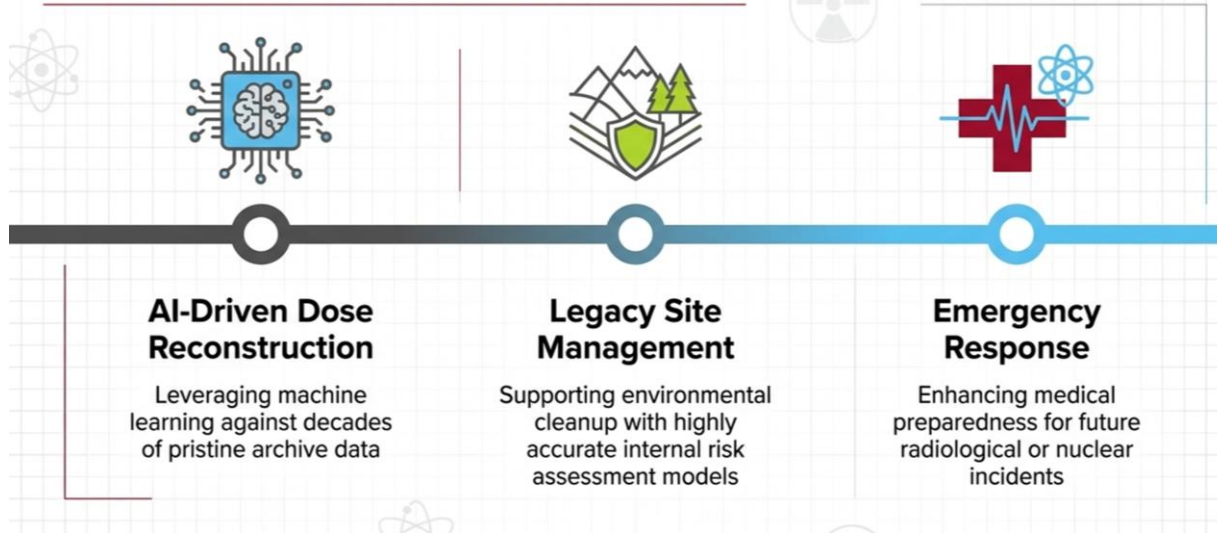 AI-Driven Dose
Reconstruction
Leveraging machine
learning against decades
of pristine archive data
Legacy Site
Management
Supporting environmental
cleanup with highly
accurate internal risk
assessment models
Emergency
Response
Enhancing medical
preparedness for future
radiological or nuclear
incidents